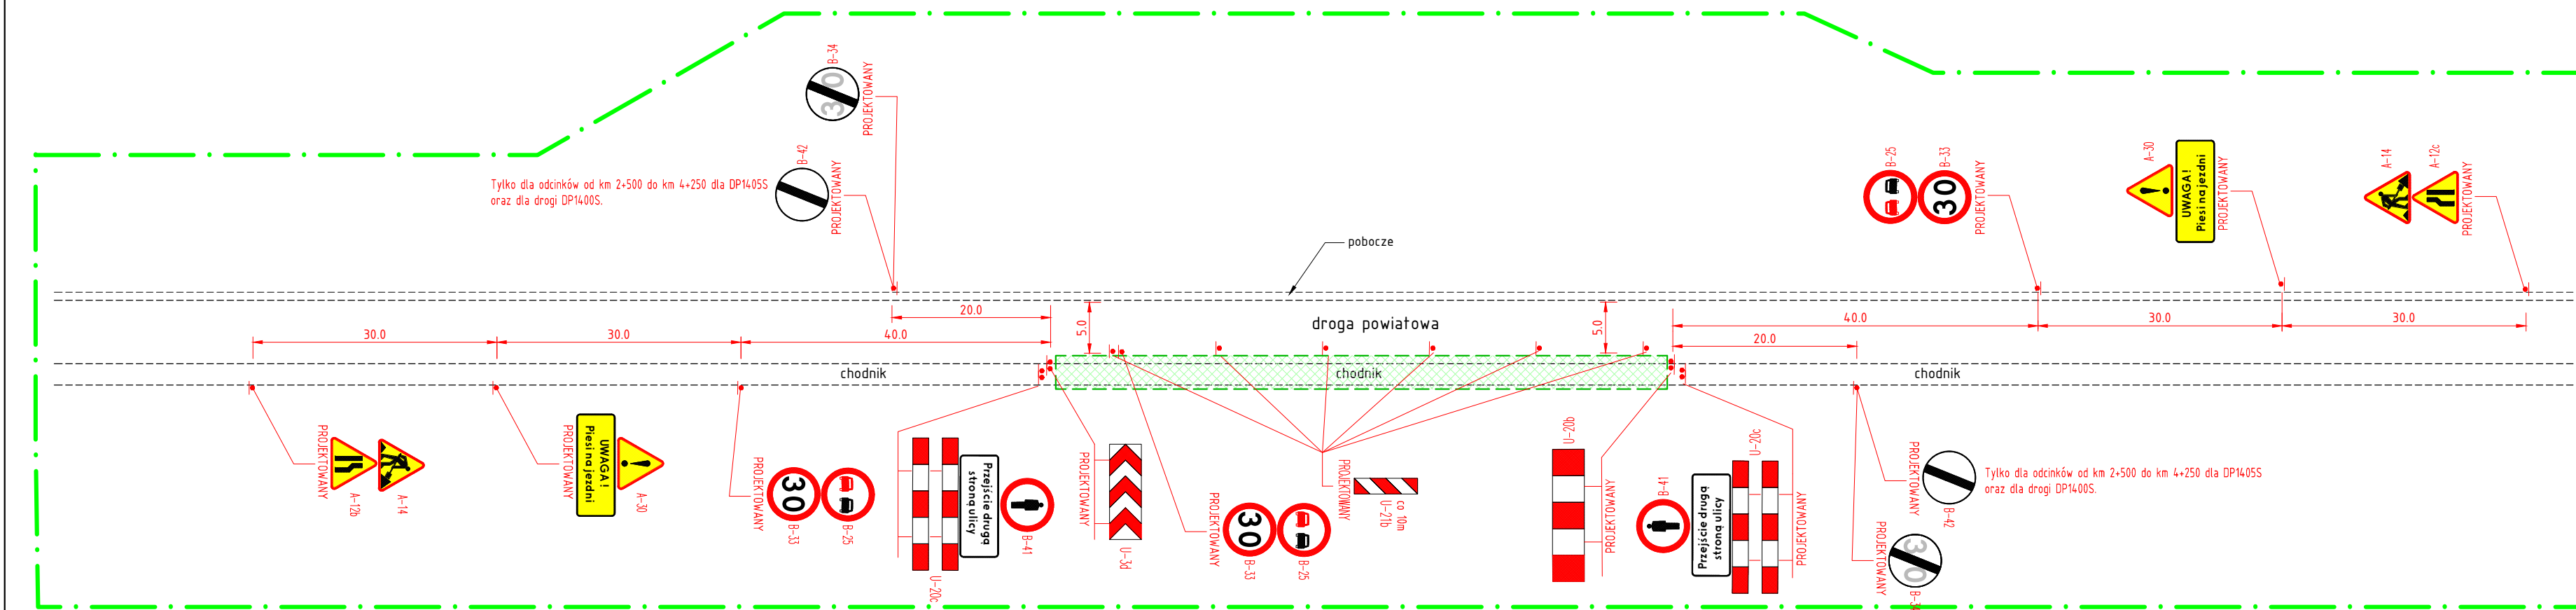 B-34
30
PROJEKTOWANY
B-42
PROJEKTOWANY
Tylko dla odcinków od km 2+500 do km 4+250 dla DP1405S
oraz dla drogi DP1400S.
B-25
B-33
30
PROJEKTOWANY
A-30
UWAGA!
Piesi na jezdni
PROJEKTOWANY
A-14
A-12c
PROJEKTOWANY
pobocze
20.0
5.0
droga powiatowa
5.0
40.0
30.0
30.0
30.0
30.0
40.0
20.0
chodnik
chodnik
chodnik
PROJEKTOWANY
A-12b
A-14
PROJEKTOWANY
UWAGA!
Piesi na jezdni
A-30
PROJEKTOWANY
30
B-33
B-25
U-20c
Przejście drugą
stroną ulicy
B-41
PROJEKTOWANY
U-3d
PROJEKTOWANY
30
B-33
B-25
PROJEKTOWANY
co 10m
U-21b
U-20b
PROJEKTOWANY
B-41
Przejście drugą
stroną ulicy
U-20c
PROJEKTOWANY
PROJEKTOWANY
B-42
Tylko dla odcinków od km 2+500 do km 4+250 dla DP1405S
oraz dla drogi DP1400S.
PROJEKTOWANY
30
B-34